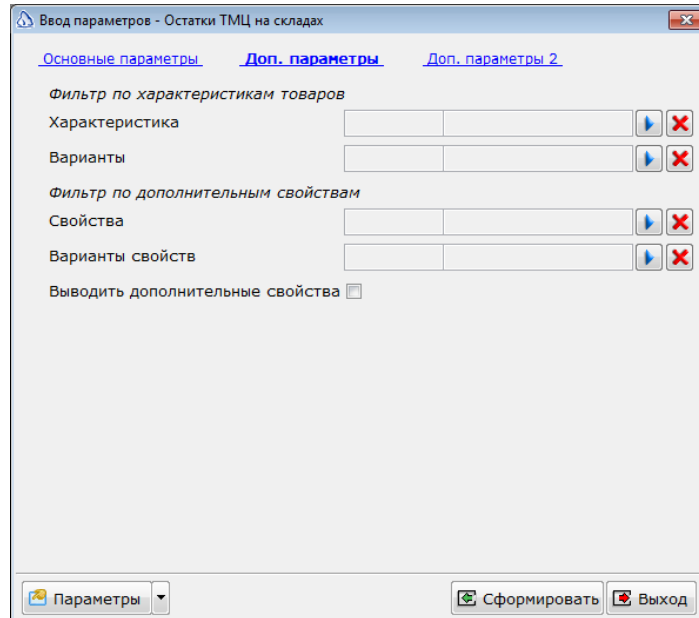 Ввод параметров - Остатки ТМЦ на складах
Основные параметры Доп. параметры Доп. параметры 2
Фильтр по характеристикам товаров
Характеристика
Варианты
Фильтр по дополнительным свойствам
Свойства
Варианты свойств
Выводить дополнительные свойства
Параметры Сформировать Выход